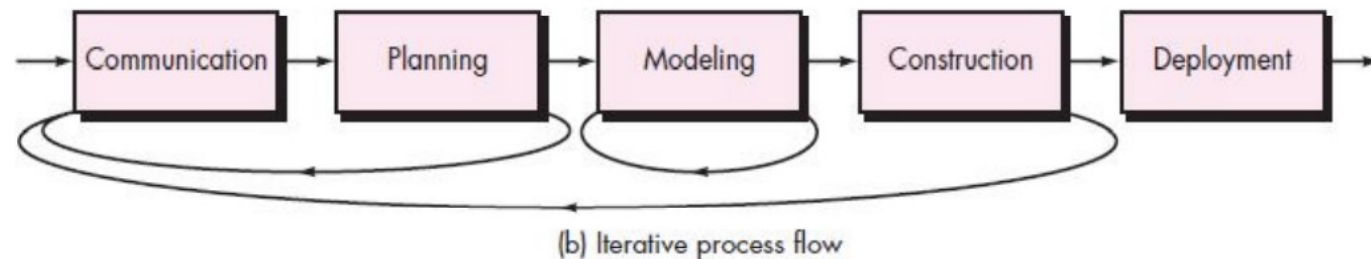 Communication
Planning
Modeling
Construction
Deployment
(b) Iterative process flow